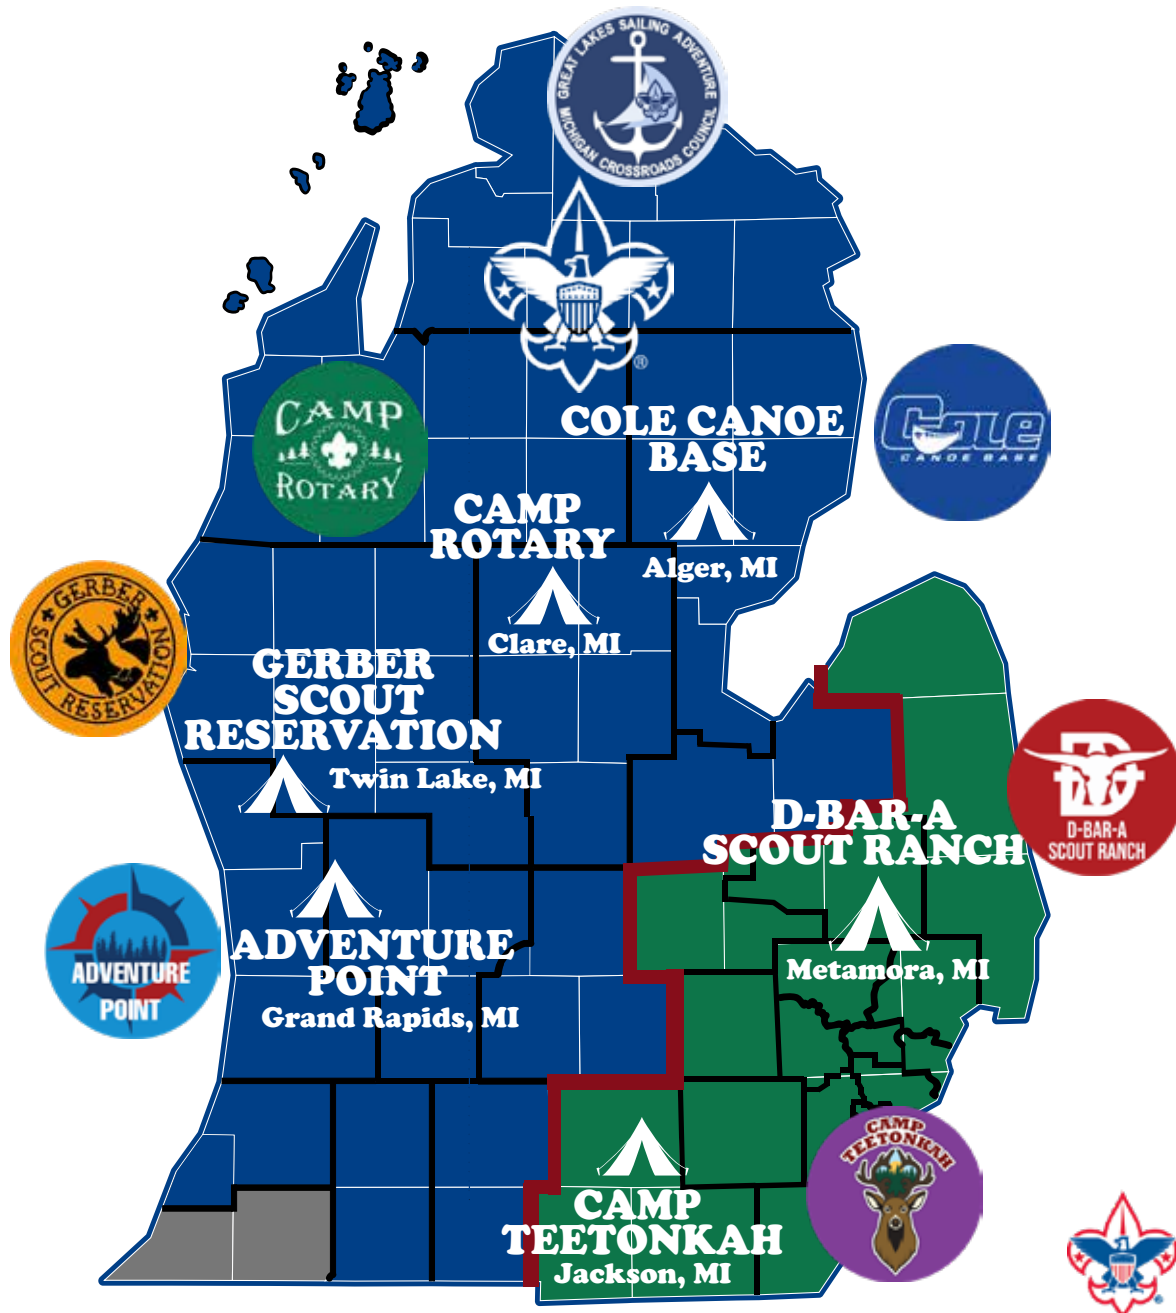 GREAT LAKES SAILING ADVENTURE
MICHIGAN CROSSROADS COUNCIL
®
CAMP
ROTARY
COLE CANOE
BASE
Alger, MI
Cole
CANOE BASE
CAMP
ROTARY
Clare, MI
GERBER
SCOUT RESERVATION
GERBER
SCOUT
RESERVATION
Twin Lake, MI
D-BAR-A
SCOUT RANCH
Metamora, MI
D
D-BAR-A
SCOUT RANCH
ADVENTURE
POINT
ADVENTURE
POINT
Grand Rapids, MI
CAMP
TEETONKAH
CAMP
TEETONKAH
Jackson, MI
®